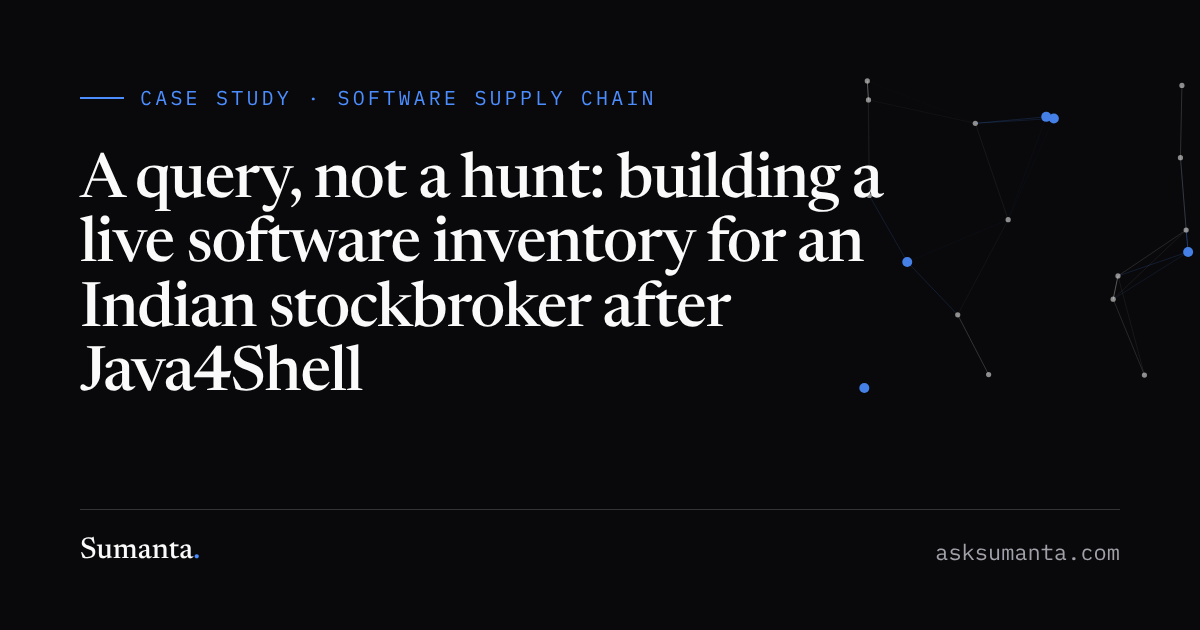 CASE STUDY · SOFTWARE SUPPLY CHAIN
A query, not a hunt: building a
live software inventory for an
Indian stockbroker after
Java4Shell
Sumanta.
asksumanta.com